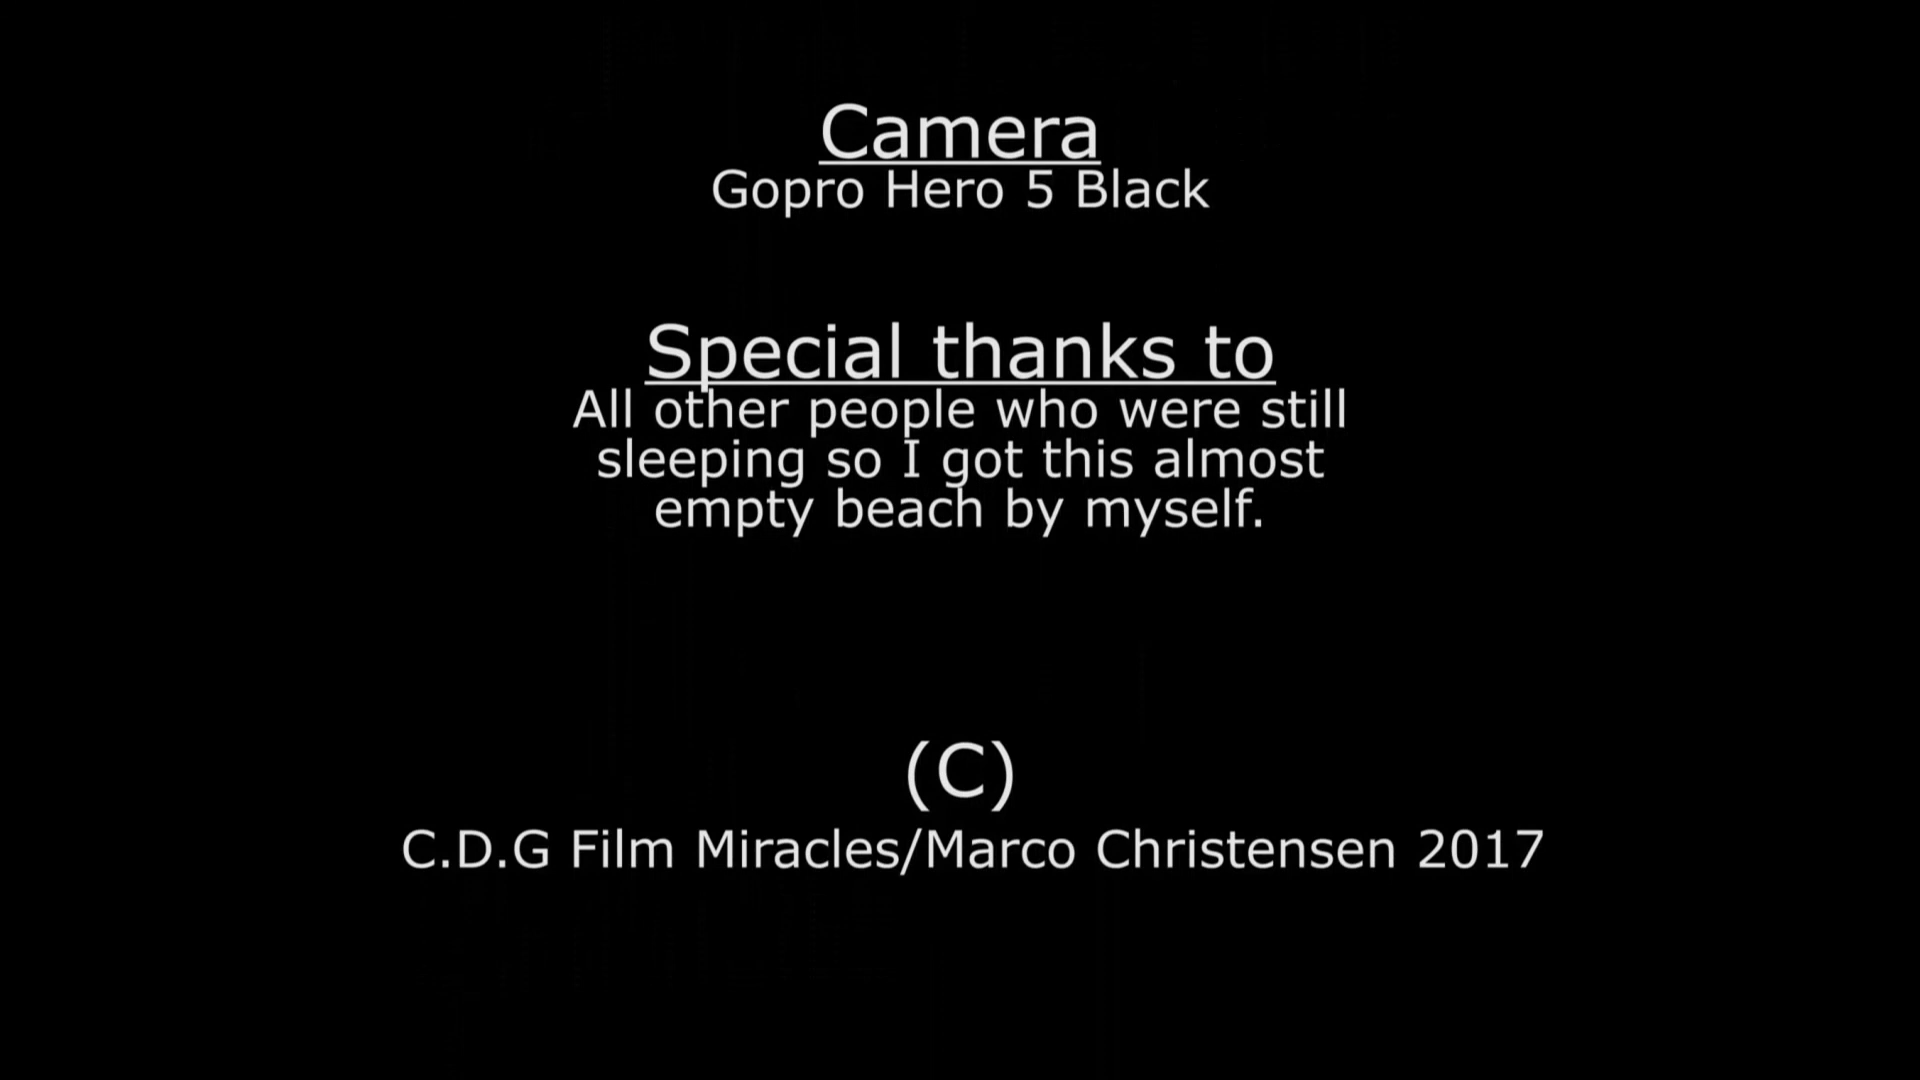 Camera
Gopro Hero 5 Black
Special thanks to
All other people who were still
sleeping so I got this almost
empty beach by myself.
(C)
C.D.G Film Miracles/Marco Christensen 2017